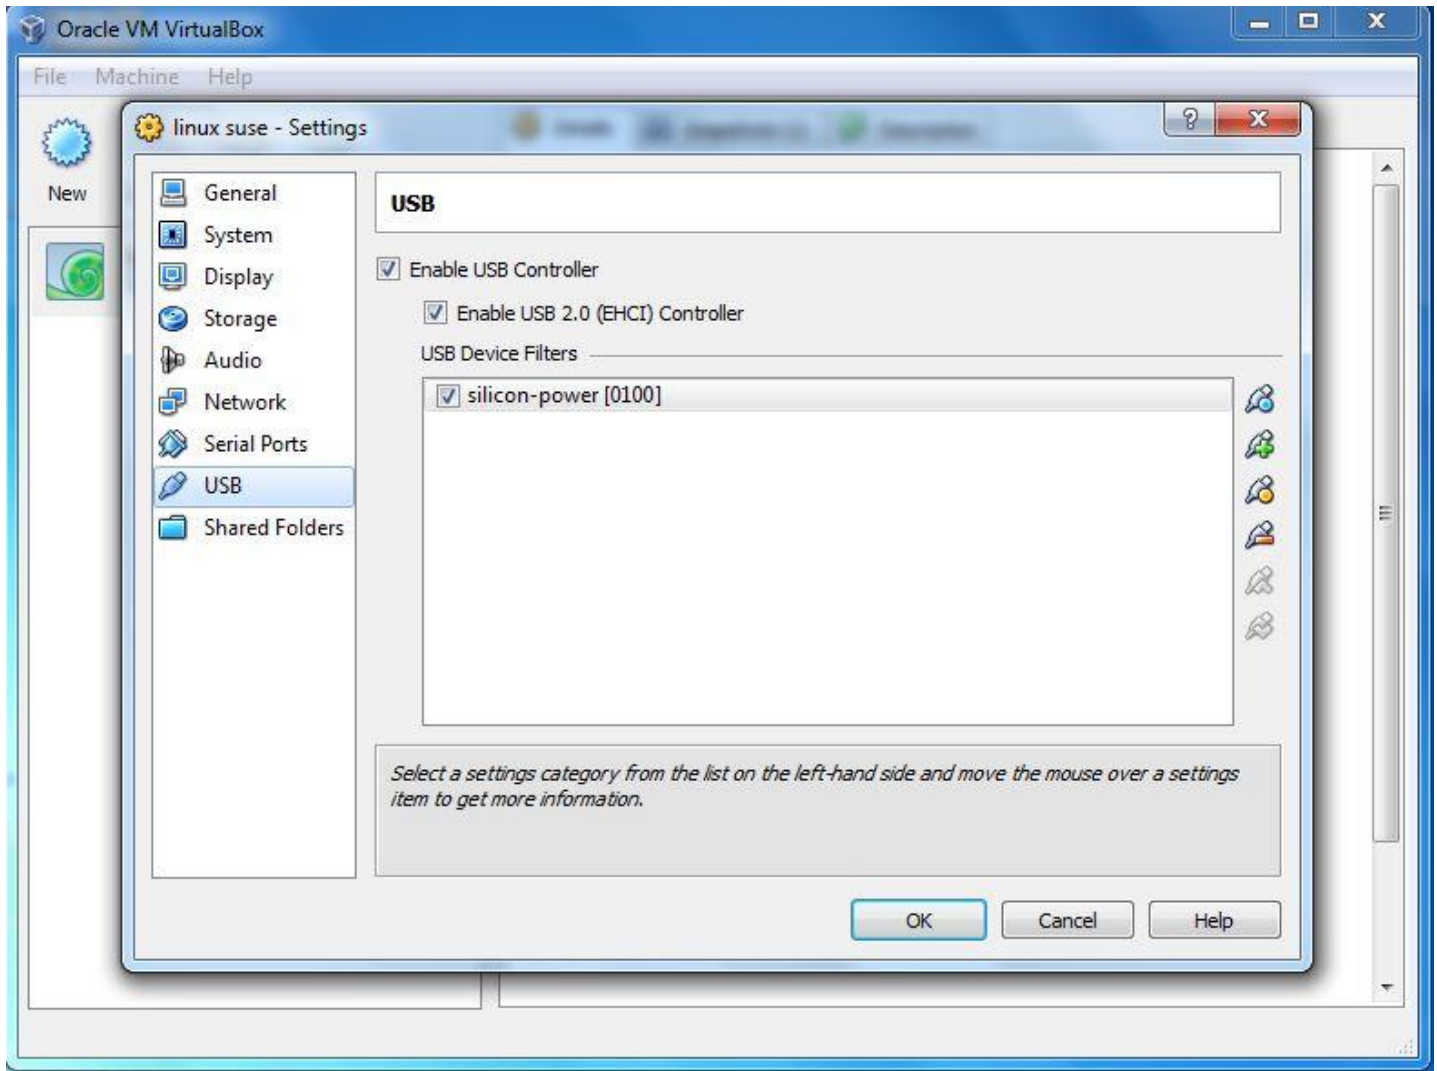 Oracle VM VirtualBox
File Machine Help
linux suse - Settings
New
General
System
Display
Storage
Audio
Network
Serial Ports
USB
Shared Folders
USB
Enable USB Controller
Enable USB 2.0 (EHCI) Controller
USB Device Filters
silicon-power [0100]
Select a settings category from the list on the left-hand side and move the mouse over a settings
item to get more information.
OK Cancel Help